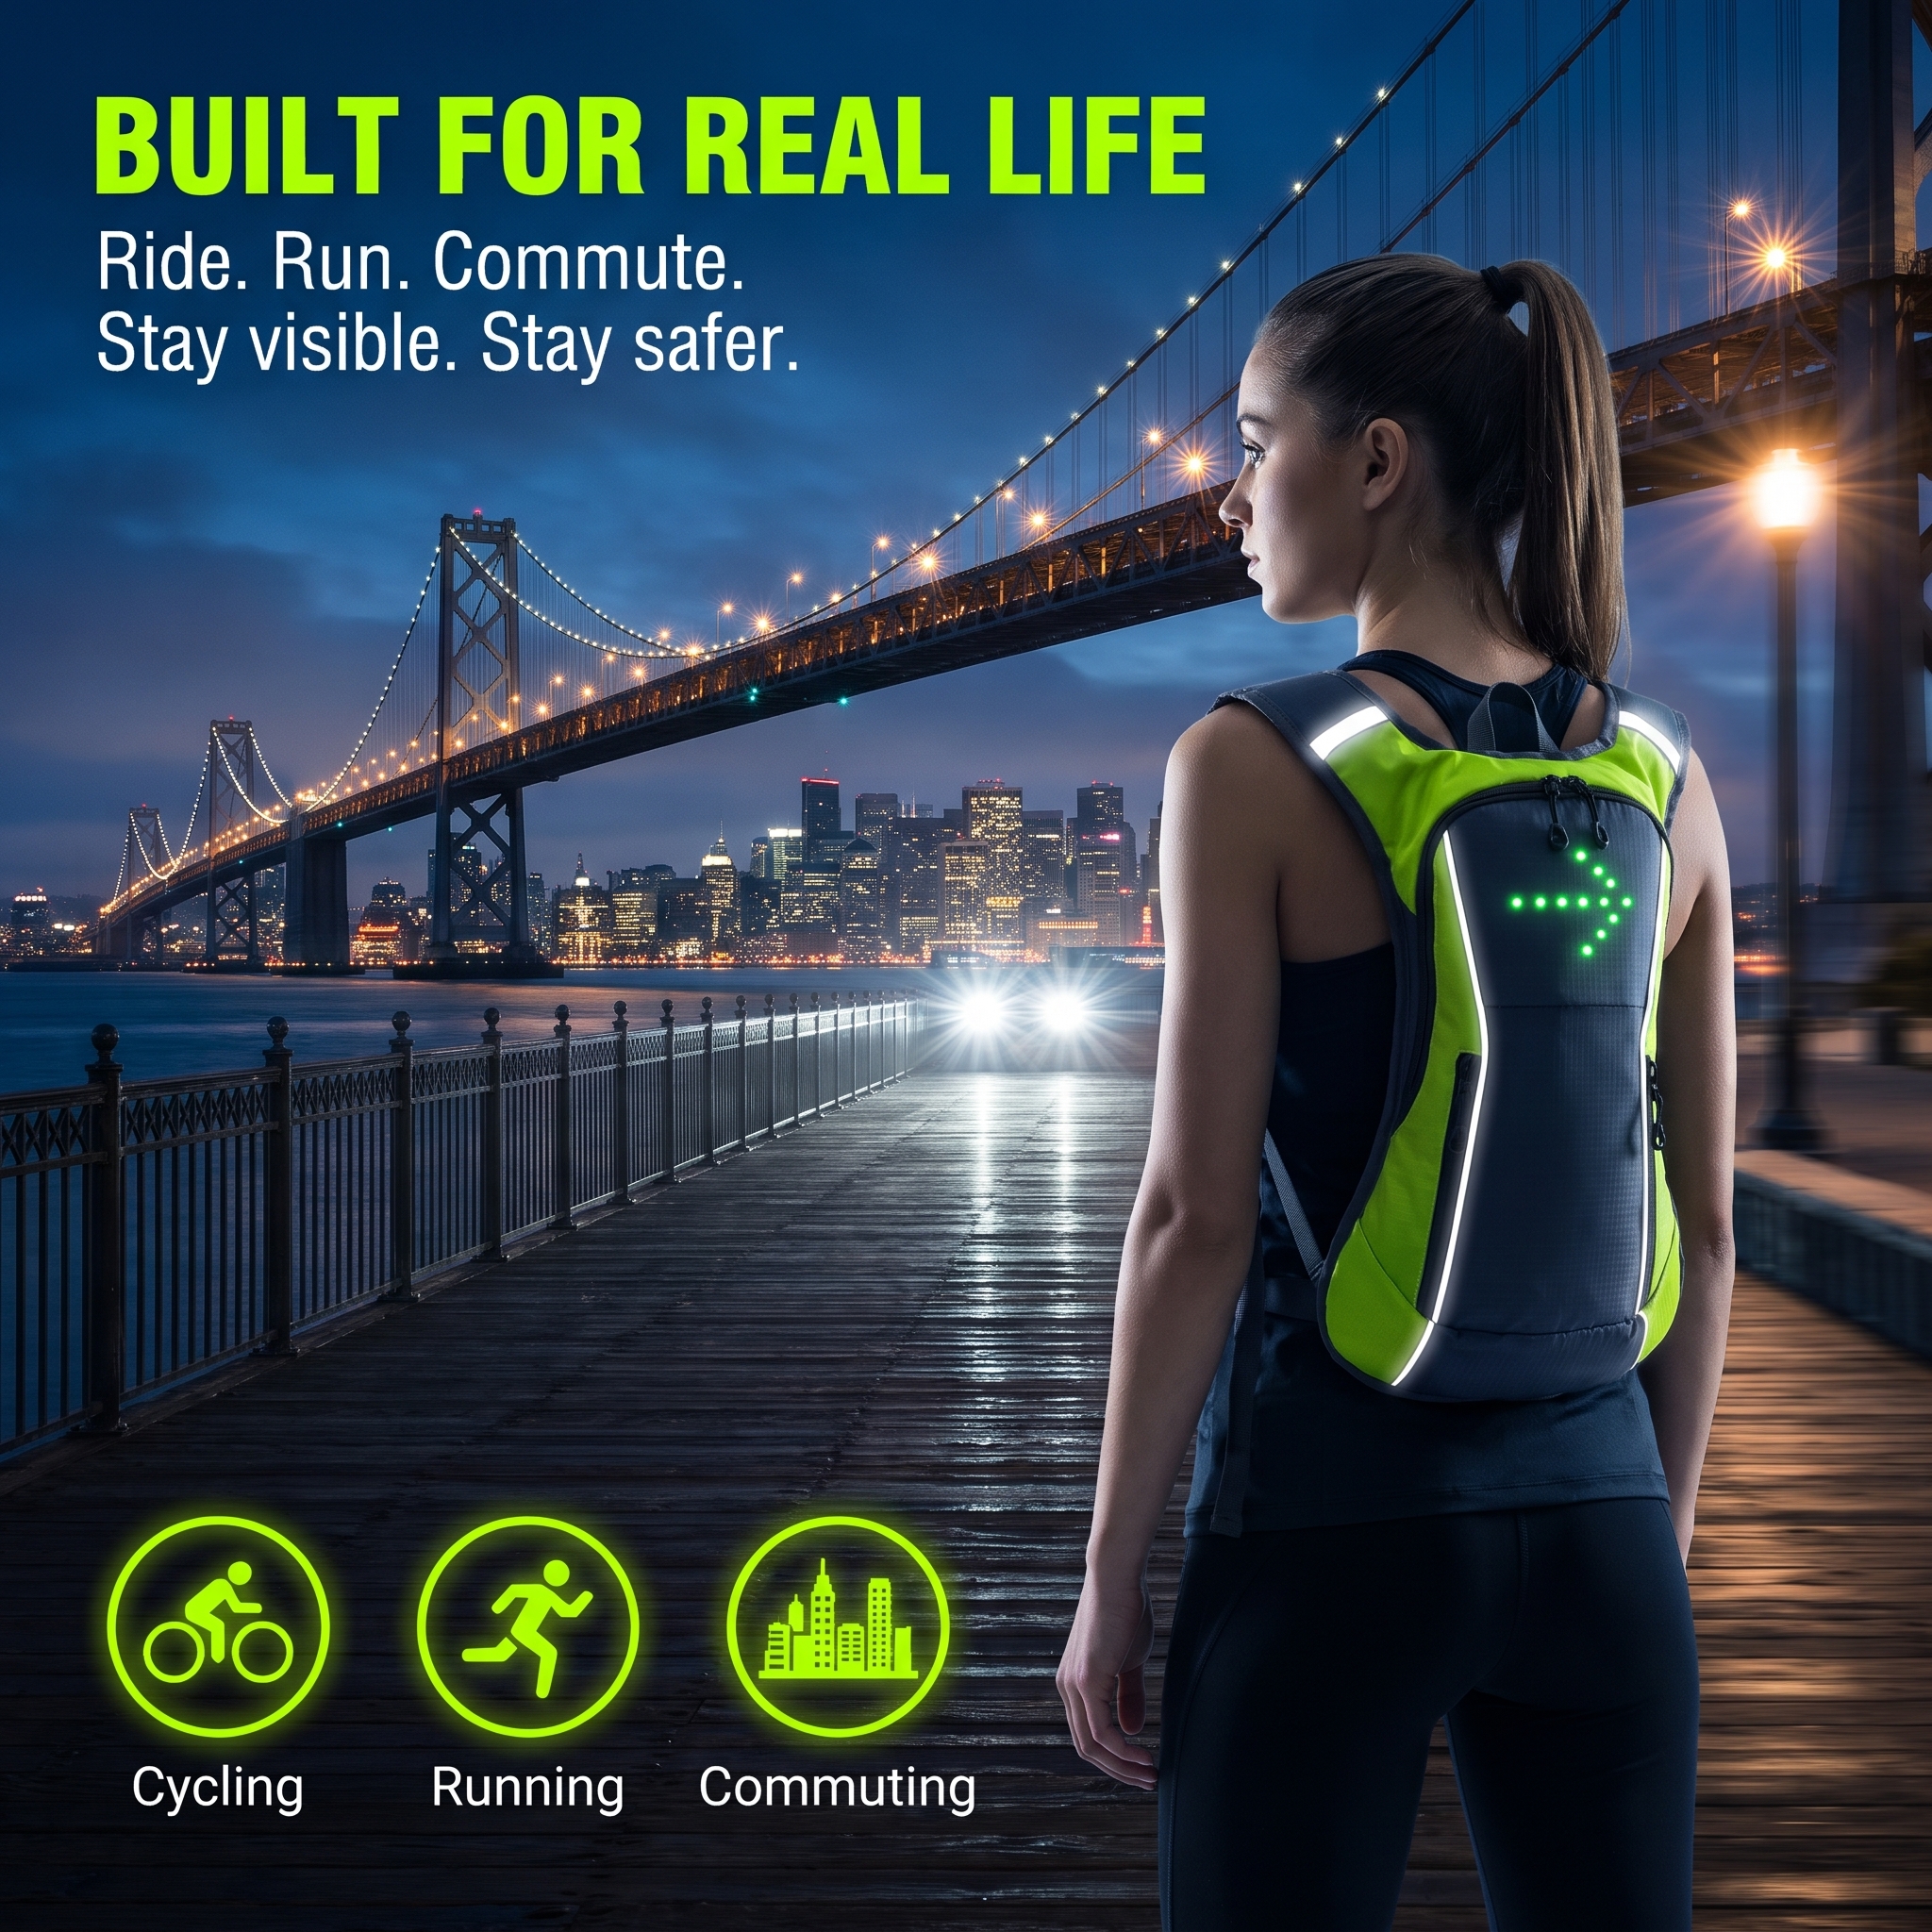 BUILT FOR REAL LIFE
Ride. Run. Commute.
Stay visible. Stay safer.
Cycling
Running
Commuting